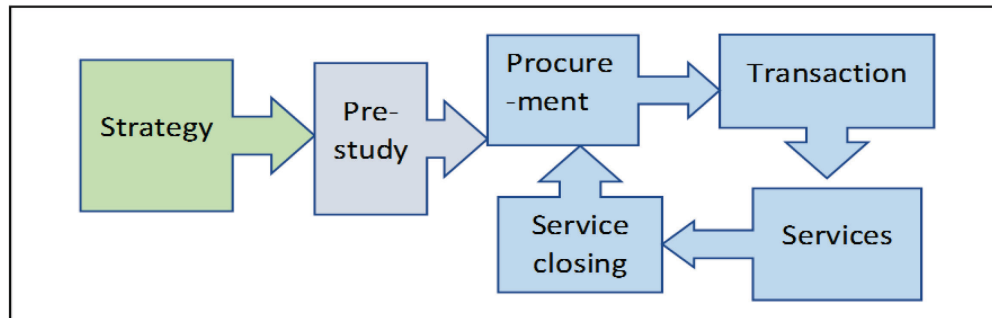 Strategy
Pre-
study
Procure
-ment
Transaction
Service
closing
Services